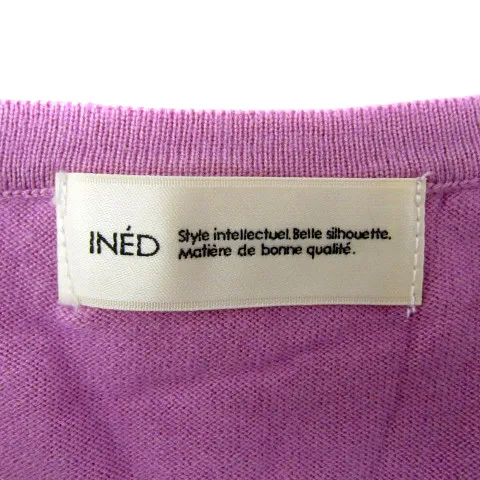 INÉD
Style intellectuel. Belle silhouette.
Matière de bonne qualité.